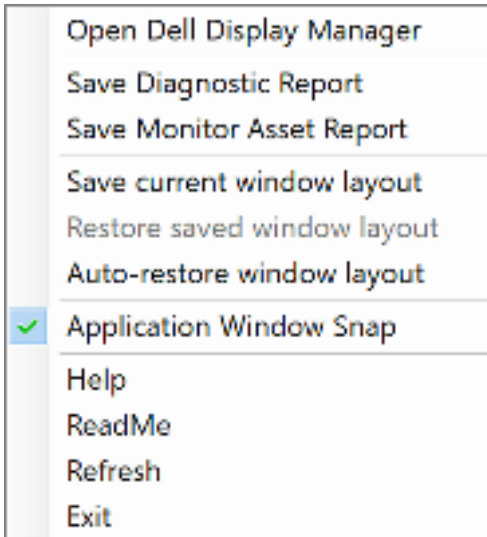 Open Dell Display Manager
Save Diagnostic Report
Save Monitor Asset Report
Save current window layout
Restore saved window layout
Auto-restore window layout
Application Window Snap
Help
ReadMe
Refresh
Exit